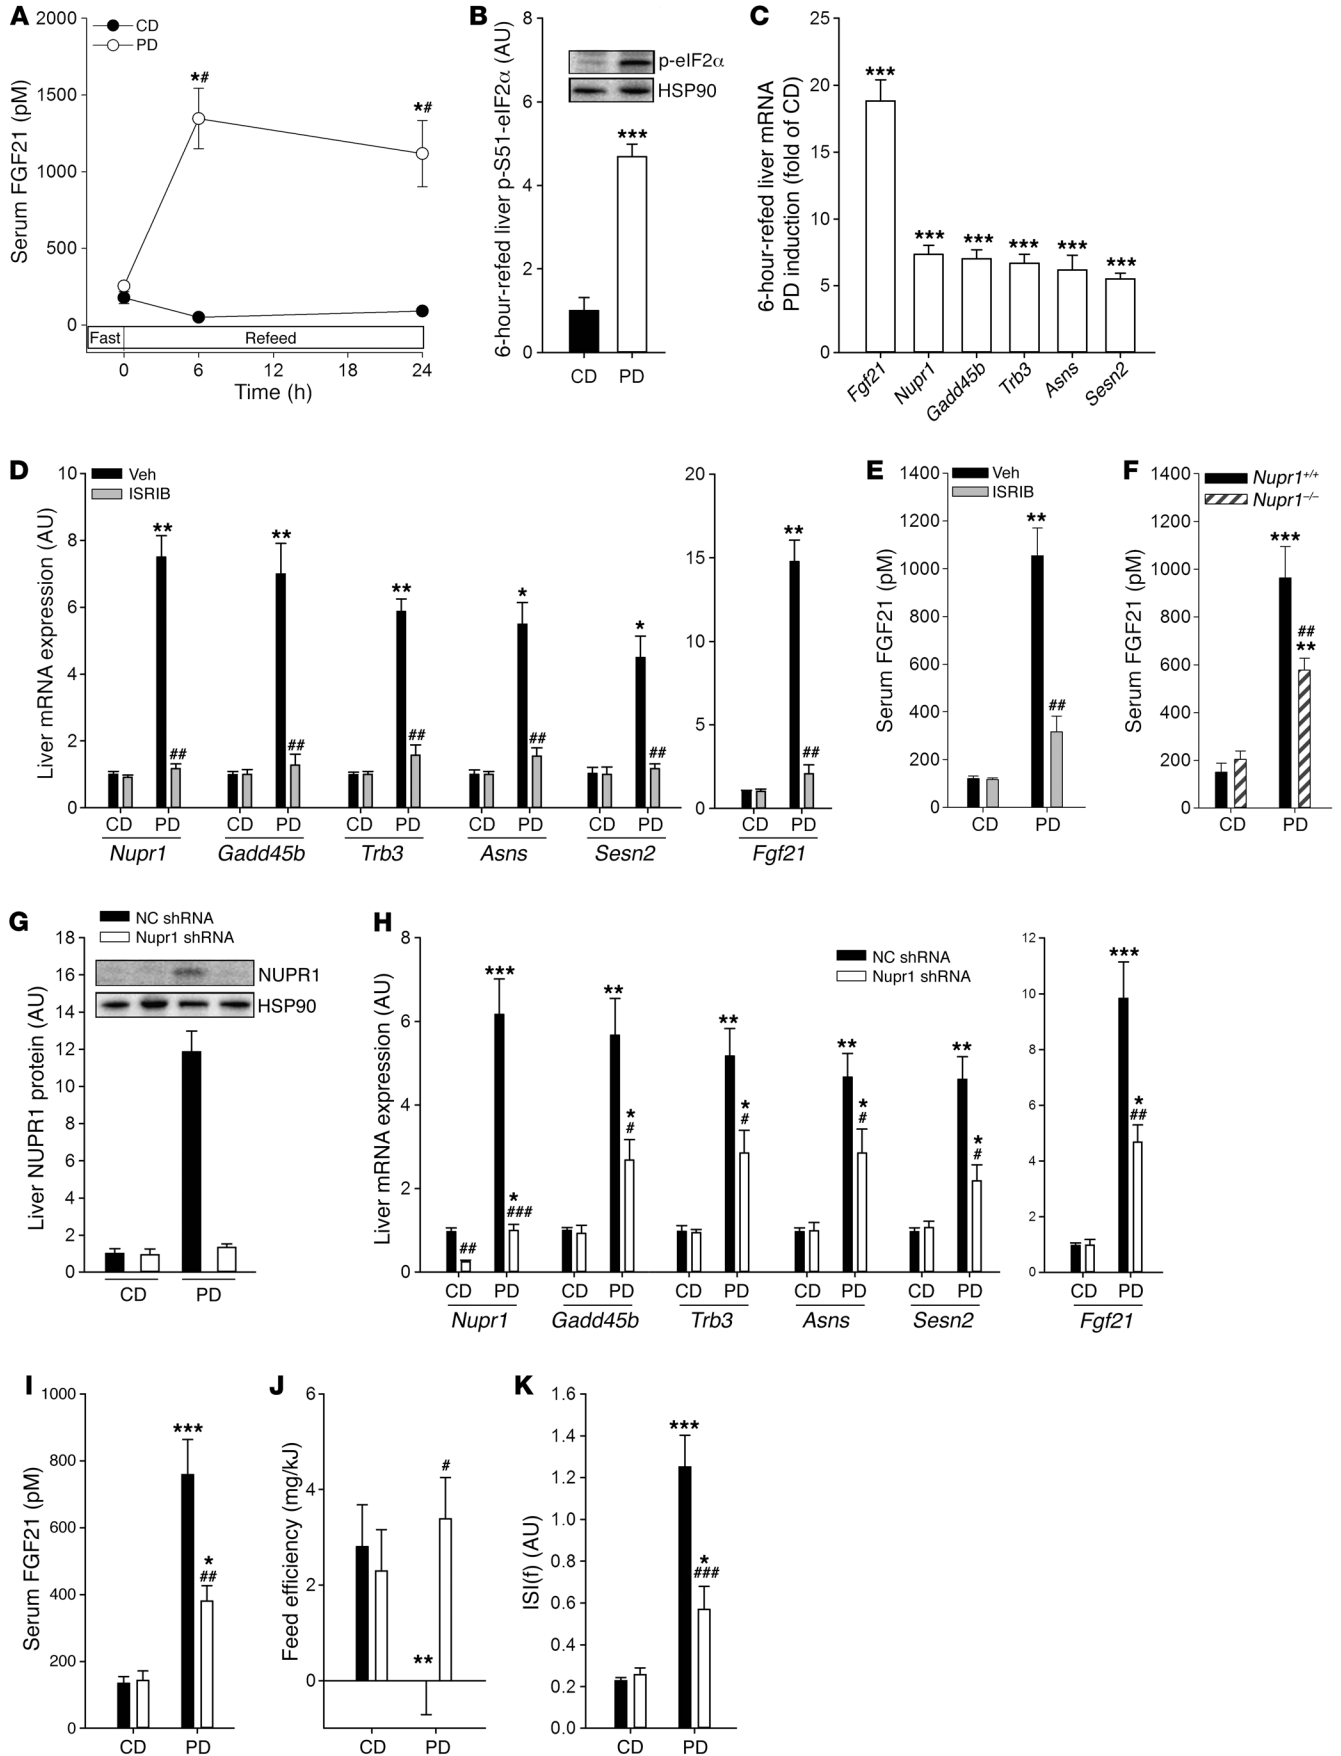 A
CD
PD
Serum FGF21 (pM)
2000
1500
1000
500
0
*#
*#
Fast
Refeed
0 6 12 18 24
Time (h)
B
6-hour-refed liver p-S51-eIF2α (AU)
8
6
4
2
0
p-eIF2α
HSP90
***
CD PD
C
6-hour-refed liver mRNA
PD induction (fold of CD)
25
20
15
10
5
0
*** *** *** *** *** ***
Fgf21 Nupr1 Gadd45b Trb3 Asns Sesn2
D
Veh
ISRIB
Liver mRNA expression (AU)
10
8
6
4
2
0
** ** ** * *
## ## ## ## ##
CD PD CD PD CD PD CD PD CD PD
Nupr1 Gadd45b Trb3 Asns Sesn2
20
15
10
5
0
**
##
CD PD
Fgf21
E
Veh
ISRIB
Serum FGF21 (pM)
1400
1200
1000
800
600
400
200
0
**
##
CD PD
F
Nupr1+/+
Nupr1–/–
Serum FGF21 (pM)
1400
1200
1000
800
600
400
200
0
***
##
**
CD PD
G
NC shRNA
Nupr1 shRNA
Liver NUPR1 protein (AU)
18
16
14
12
10
8
6
4
2
0
NUPR1
HSP90
CD PD
H
NC shRNA
Nupr1 shRNA
Liver mRNA expression (AU)
8
6
4
2
0
*** ** ** ** **
* * * * *
## ### # # # #
CD PD CD PD CD PD CD PD CD PD
Nupr1 Gadd45b Trb3 Asns Sesn2
12
10
8
6
4
2
0
***
*
##
CD PD
Fgf21
I
Serum FGF21 (pM)
1000
800
600
400
200
0
***
*
##
CD PD
J
Feed efficiency (mg/kJ)
6
4
2
0
#
**
CD PD
K
ISI(f) (AU)
1.6
1.4
1.2
1.0
0.8
0.6
0.4
0.2
0.0
***
*
###
CD PD